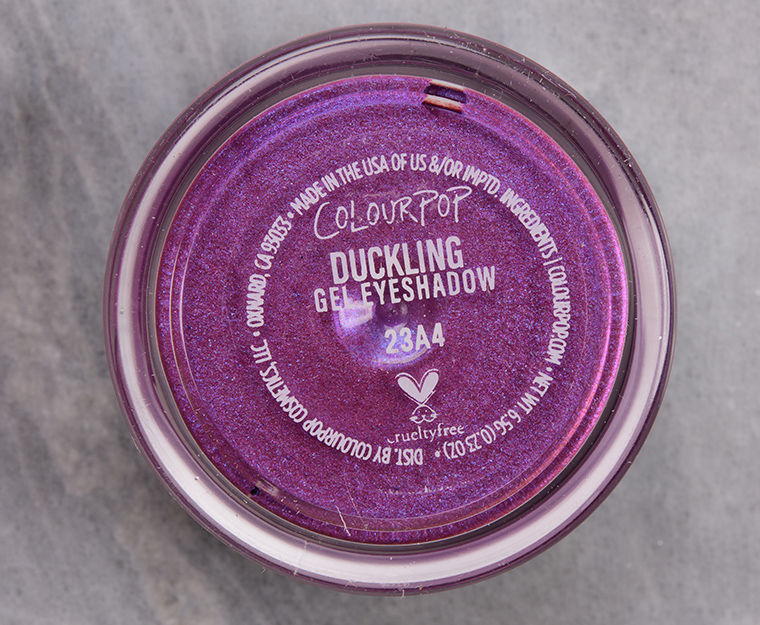 COLOURPOP
DUCKLING
GEL EYESHADOW
23A4
crueltyfree
MADE IN THE USA OF US &/OR IMPTD. INGREDIENTS | COLOURPOP.COM • NET WT 6.5G (0.23 OZ) • DIST. BY COLOURPOP COSMETICS, LLC • OXNARD, CA 93033 •